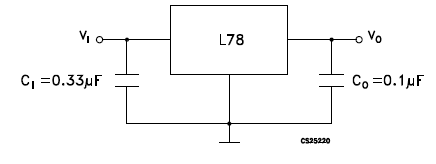 V_I
L78
V_O
C_I =0.33µF
C_O =0.1µF
CS25220